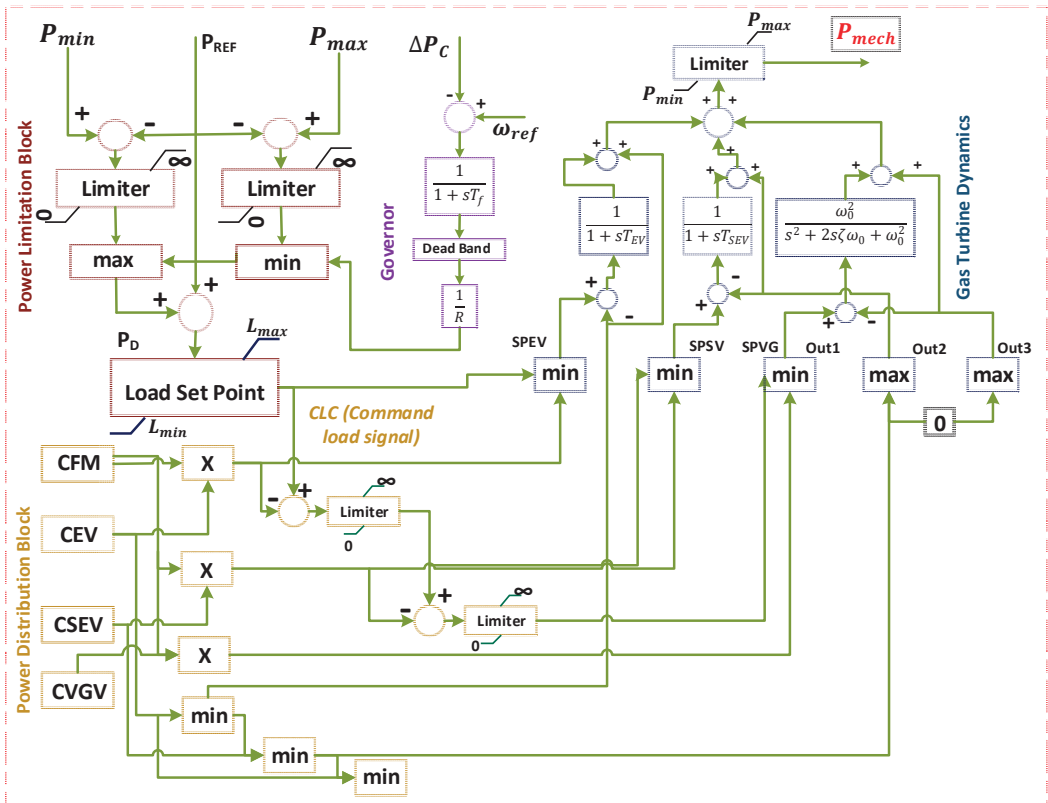 P_min
P_REF
P_max
ΔP_C
P_max
P_mech
Limiter
P_min
+
-
-
+
-
+
ω_ref
+
+
+
+
∞
∞
+
+
+
+
+
+
Limiter
Limiter
0
0
1 / (1 + sT_f)
1 / (1 + sT_EV)
1 / (1 + sT_SEV)
ω_0^2 / (s^2 + 2sζω_0 + ω_0^2)
Dead Band
max
min
1 / R
+
+
+
-
+
-
+
-
P_D
L_max
SPEV
SPSV
SPVG
Out1
Out2
Out3
Load Set Point
min
min
min
max
max
L_min
CLC (Command
load signal)
0
CFM
X
-
+
∞
Limiter
0
CEV
X
-
+
∞
Limiter
0
CSEV
X
CVGV
min
min
min
Power Limitation Block
Governor
Gas Turbine Dynamics
Power Distribution Block